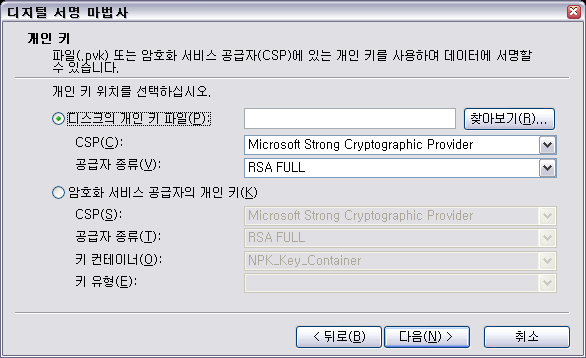 디지털 서명 마법사
개인 키
파일(.pvk) 또는 암호화 서비스 공급자(CSP)에 있는 개인 키를 사용하여 데이터에 서명할
수 있습니다.
개인 키 위치를 선택하십시오.
디스크의 개인 키 파일(P) 찾아보기(R)...
CSP(C): Microsoft Strong Cryptographic Provider
공급자 종류(V): RSA FULL
암호화 서비스 공급자의 개인 키(K)
CSP(S): Microsoft Strong Cryptographic Provider
공급자 종류(T): RSA FULL
키 컨테이너(O): NPK_Key_Container
키 유형(E):
< 뒤로(B) 다음(N) > 취소